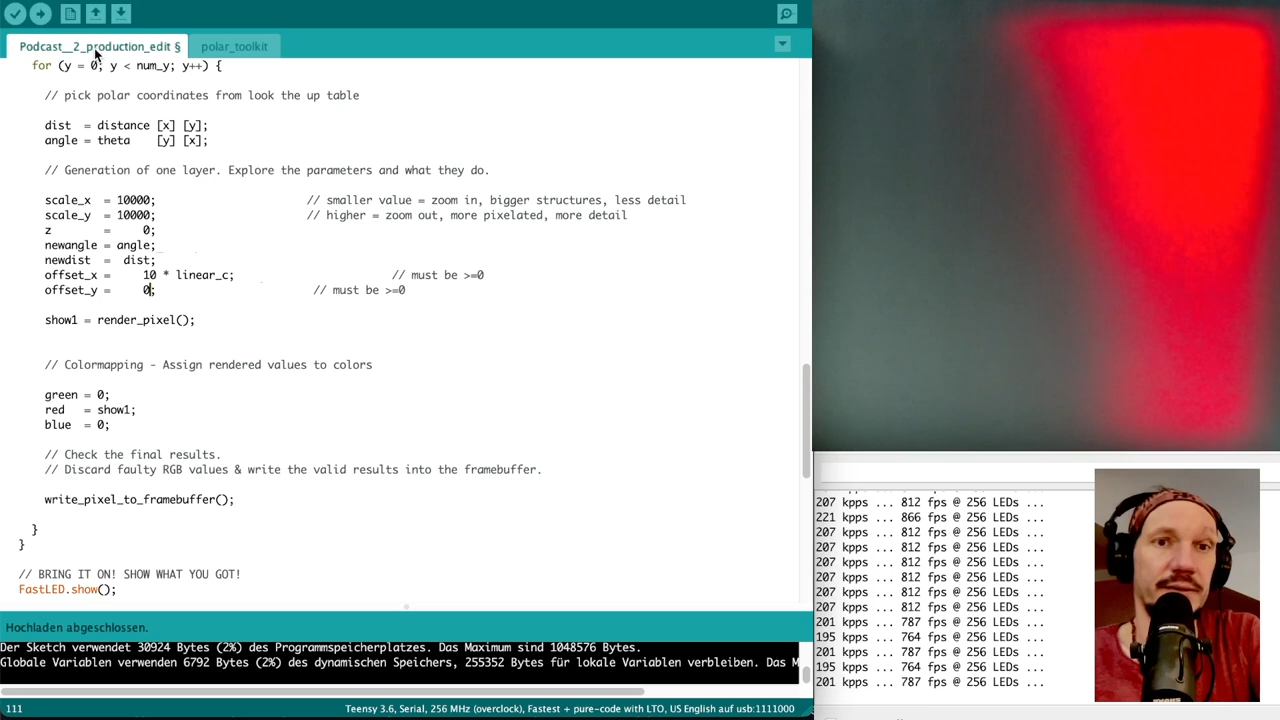 Podcast__2_production_edit §
polar_toolkit
for (y = 0; y < num_y; y++) {
// pick polar coordinates from look the up table
dist = distance [x] [y];
angle = theta [y] [x];
// Generation of one layer. Explore the parameters and what they do.
scale_x = 10000; // smaller value = zoom in, bigger structures, less detail
scale_y = 10000; // higher = zoom out, more pixelated, more detail
z = 0;
newangle = angle;
newdist = dist;
offset_x = 10 * linear_c; // must be >=0
offset_y = 0; // must be >=0
show1 = render_pixel();
// Colormapping - Assign rendered values to colors
green = 0;
red = show1;
blue = 0;
// Check the final results.
// Discard faulty RGB values & write the valid results into the framebuffer.
write_pixel_to_framebuffer();
}
}
// BRING IT ON! SHOW WHAT YOU GOT!
FastLED.show();
Hochladen abgeschlossen.
Der Sketch verwendet 30924 Bytes (2%) des Programmspeicherplatzes. Das Maximum sind 1048576 Bytes.
Globale Variablen verwenden 6792 Bytes (2%) des dynamischen Speichers, 255352 Bytes für lokale Variablen verbleiben. Das M
111
Teensy 3.6, Serial, 256 MHz (overclock), Fastest + pure-code with LTO, US English auf usb:1111000
207 kpps ... 812 fps @ 256 LEDs ...
221 kpps ... 866 fps @ 256 LEDs ...
207 kpps ... 812 fps @ 256 LEDs ...
207 kpps ... 812 fps @ 256 LEDs ...
207 kpps ... 812 fps @ 256 LEDs ...
207 kpps ... 812 fps @ 256 LEDs ...
207 kpps ... 812 fps @ 256 LEDs ...
207 kpps ... 812 fps @ 256 LEDs ...
201 kpps ... 787 fps @ 256 LEDs ...
195 kpps ... 764 fps @ 256 LEDs ...
201 kpps ... 787 fps @ 256 LEDs ...
195 kpps ... 764 fps @ 256 LEDs ...
201 kpps ... 787 fps @ 256 LEDs ...